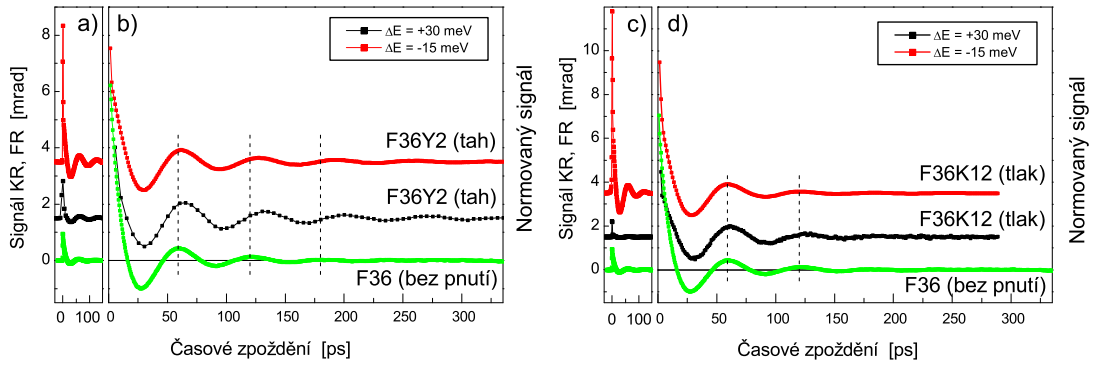 a)
b)
ΔE = +30 meV
ΔE = -15 meV
8
6
4
2
0
Signál KR, FR [mrad]
Normovaný signál
F36Y2 (tah)
F36Y2 (tah)
F36 (bez pnutí)
0 100
0 50 100 150 200 250 300
Časové zpoždění [ps]
c)
d)
ΔE = +30 meV
ΔE = -15 meV
10
8
6
4
2
0
Signál KR, FR [mrad]
Normovaný signál
F36K12 (tlak)
F36K12 (tlak)
F36 (bez pnutí)
0 100
0 50 100 150 200 250 300
Časové zpoždění [ps]